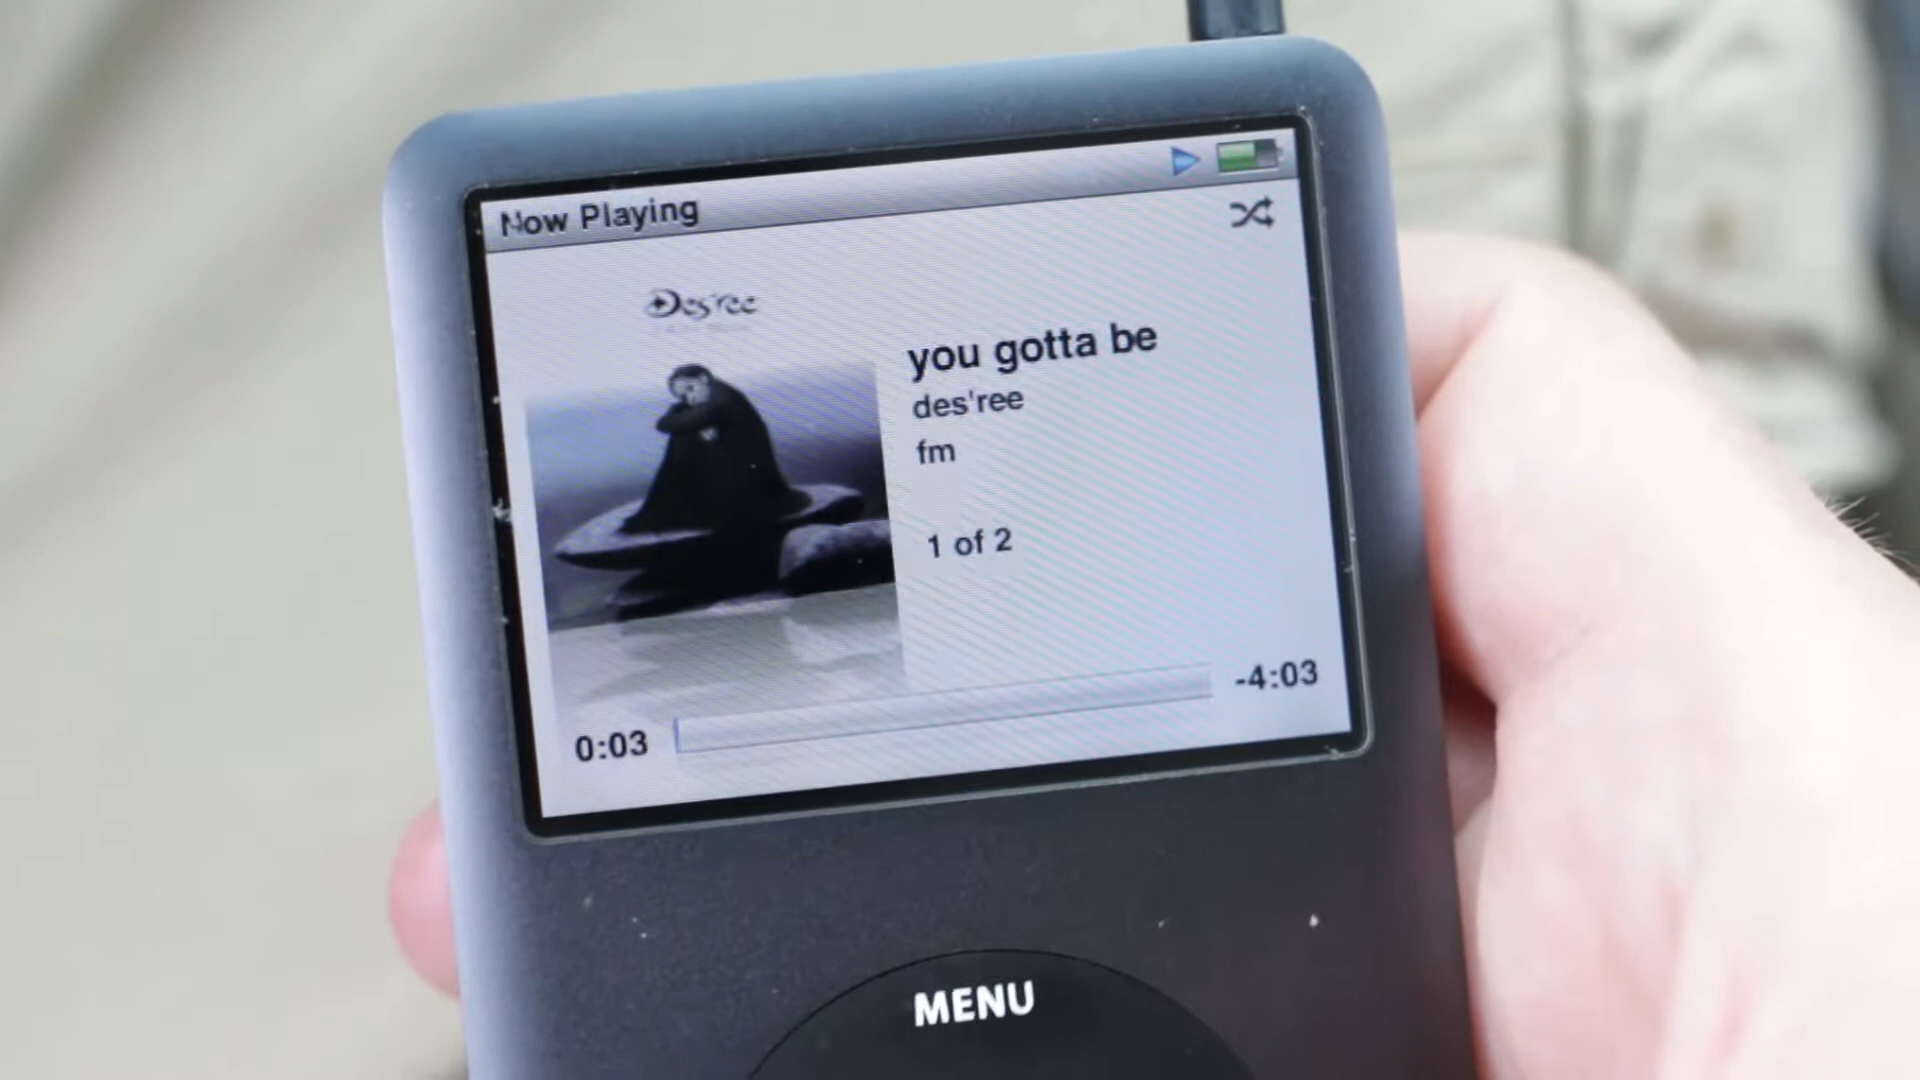 Now Playing
Des'ree
you gotta be
des'ree
fm
1 of 2
0:03
-4:03
MENU